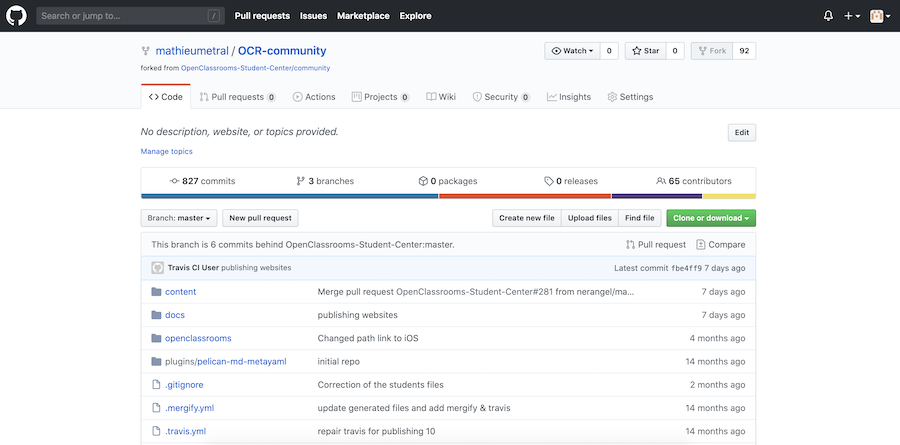 Search or jump to... / Pull requests Issues Marketplace Explore
mathieumetral / OCR-community Watch 0 Star 0 Fork 92
forked from OpenClassrooms-Student-Center/community
Code Pull requests 0 Actions Projects 0 Wiki Security 0 Insights Settings
No description, website, or topics provided. Edit
Manage topics
827 commits 3 branches 0 packages 0 releases 65 contributors
Branch: master New pull request Create new file Upload files Find file Clone or download
This branch is 6 commits behind OpenClassrooms-Student-Center:master. Pull request Compare
Travis CI User publishing websites Latest commit fbe4ff9 7 days ago
content Merge pull request OpenClassrooms-Student-Center#281 from nerangel/ma... 7 days ago
docs publishing websites 7 days ago
openclassrooms Changed path link to iOS 4 months ago
plugins/pelican-md-metayaml initial repo 14 months ago
.gitignore Correction of the students files 2 months ago
.mergify.yml update generated files and add mergify & travis 14 months ago
.travis.yml repair travis for publishing 10 14 months ago